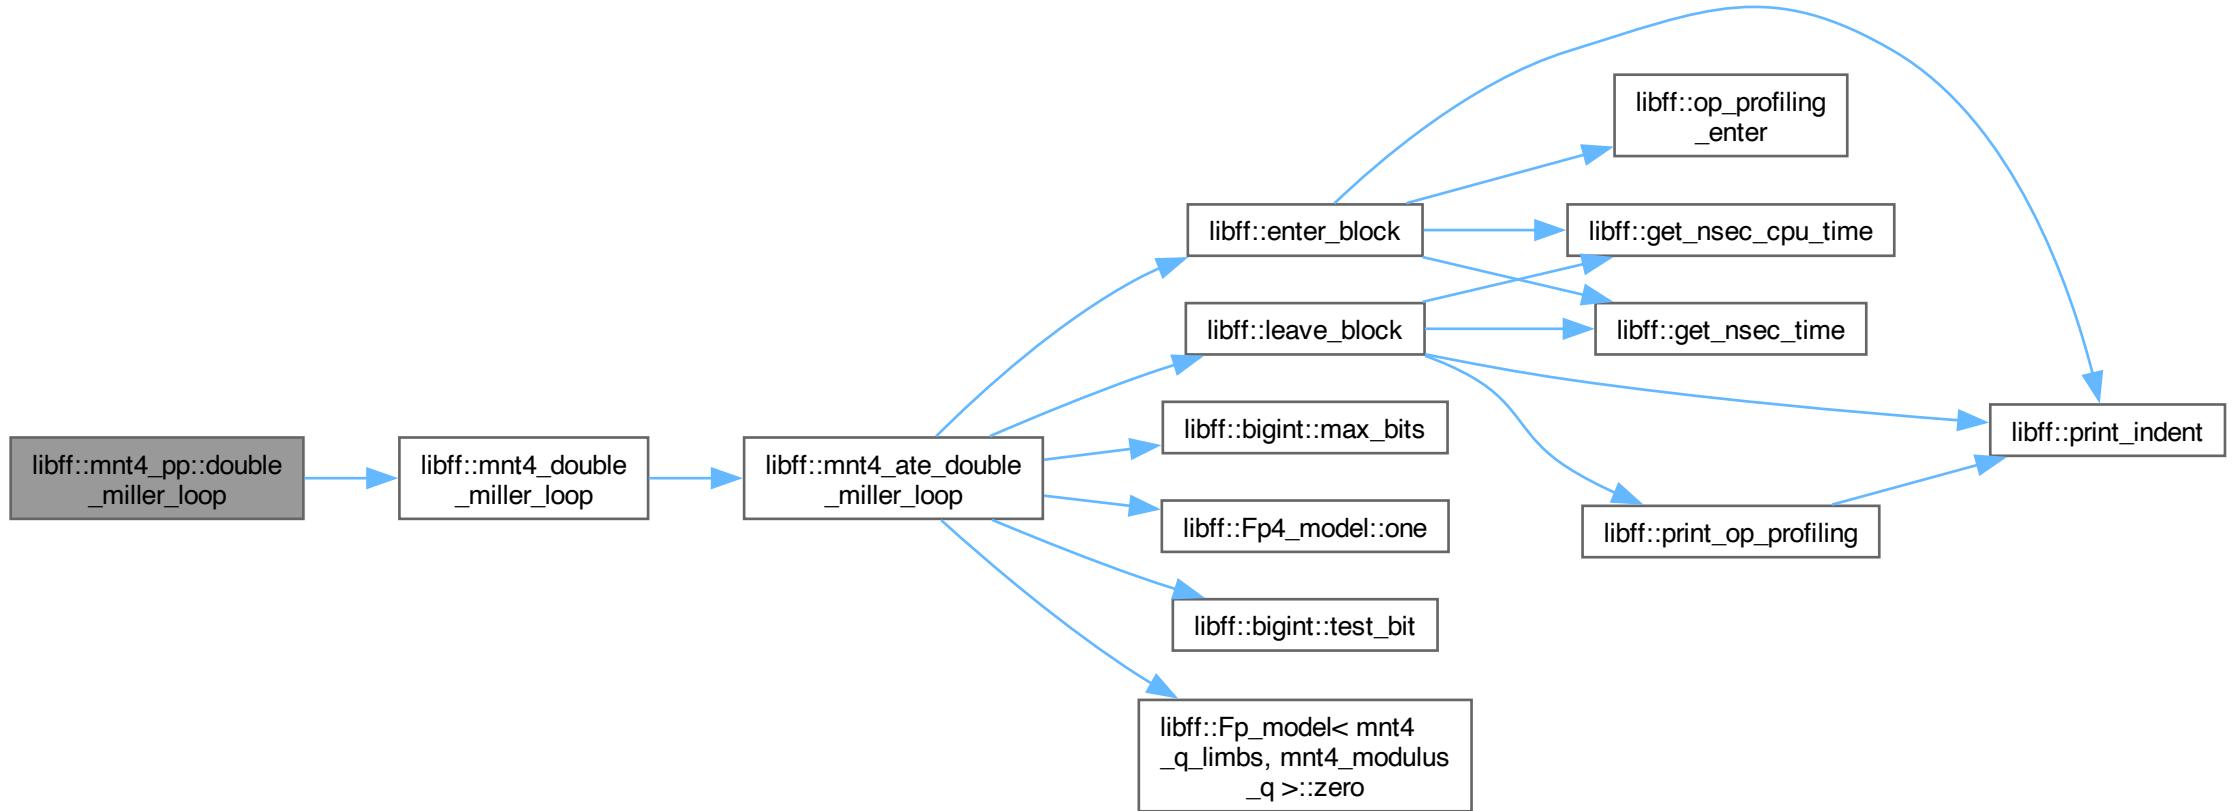 libff::mnt4_pp::double
_miller_loop
libff::mnt4_double
_miller_loop
libff::mnt4_ate_double
_miller_loop
libff::enter_block
libff::leave_block
libff::bigint::max_bits
libff::Fp4_model::one
libff::bigint::test_bit
libff::Fp_model< mnt4
_q_limbs, mnt4_modulus
_q >::zero
libff::op_profiling
_enter
libff::get_nsec_cpu_time
libff::get_nsec_time
libff::print_op_profiling
libff::print_indent